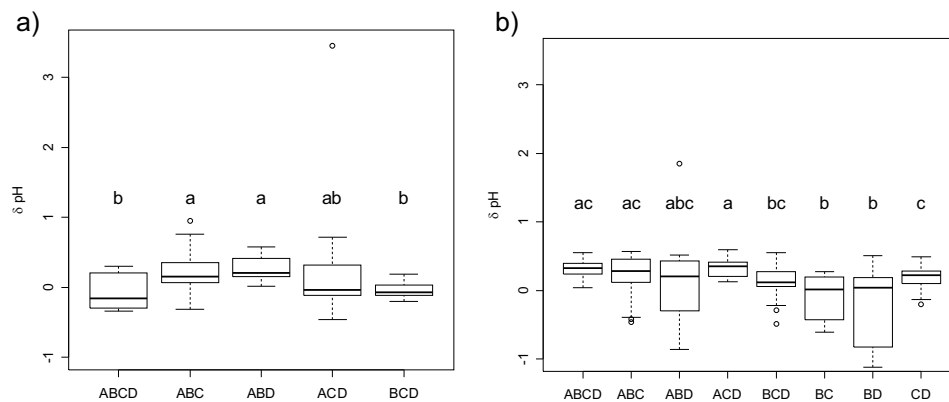 a)
δ pH
3
2
1
0
-1
b a a ab b
ABCD ABC ABD ACD BCD
b)
δ pH
3
2
1
0
-1
ac ac abc a bc b b c
ABCD ABC ABD ACD BCD BC BD CD